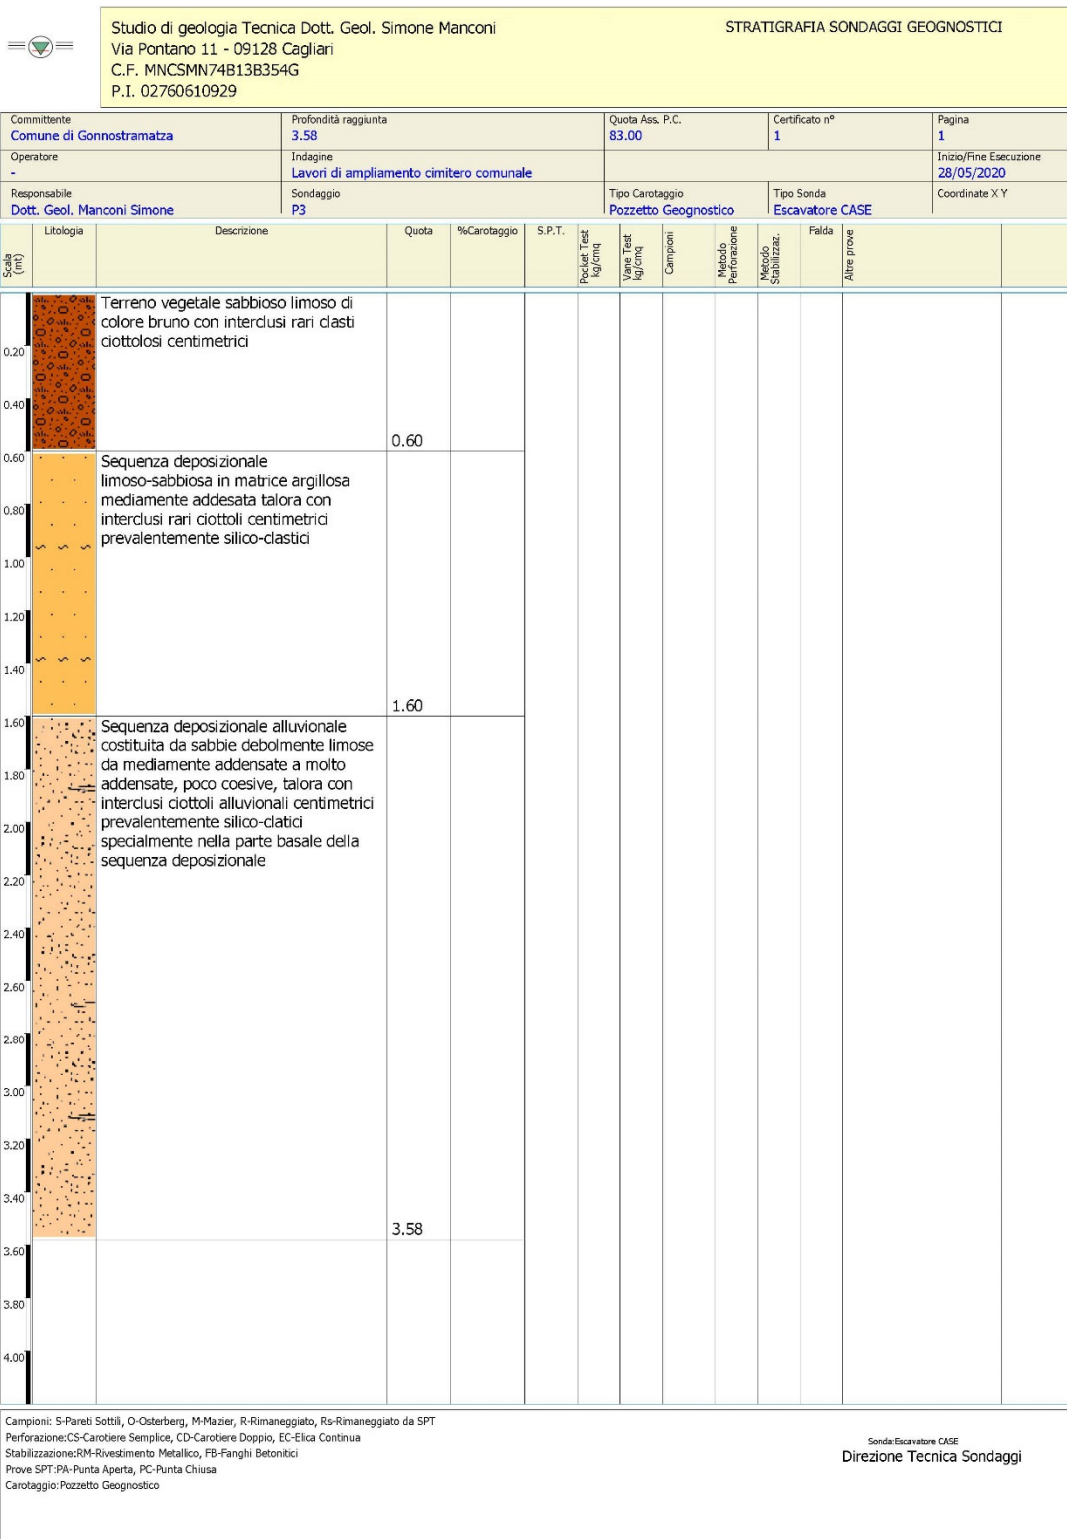 Studio di geologia Tecnica Dott. Geol. Simone Manconi
Via Pontano 11 - 09128 Cagliari
C.F. MNCSMN74B13B354G
P.I. 02760610929
STRATIGRAFIA SONDAGGI GEOGNOSTICI
Committente
Comune di Gonnostramatza
Profondità raggiunta
3.58
Quota Ass. P.C.
83.00
Certificato n°
1
Pagina
1
Operatore
-
Indagine
Lavori di ampliamento cimitero comunale
Inizio/Fine Esecuzione
28/05/2020
Responsabile
Dott. Geol. Manconi Simone
Sondaggio
P3
Tipo Carotaggio
Pozzetto Geognostico
Tipo Sonda
Escavatore CASE
Coordinate X Y
Scala
(mt)
Litologia
Descrizione
Quota
%Carotaggio
S.P.T.
Pocket Test
kg/cmq
Vane Test
kg/cmq
Campioni
Metodo
Perforazione
Metodo
Stabilizzaz.
Falda
Altre prove
Terreno vegetale sabbioso limoso di
colore bruno con interclusi rari clasti
ciottolosi centimetrici
0.20
0.40
0.60
0.60
Sequenza deposizionale
limoso-sabbiosa in matrice argillosa
mediamente addesata talora con
interclusi rari ciottoli centimetrici
prevalentemente silico-clastici
0.80
1.00
1.20
1.40
1.60
1.60
Sequenza deposizionale alluvionale
costituita da sabbie debolmente limose
da mediamente addensate a molto
addensate, poco coesive, talora con
interclusi ciottoli alluvionali centimetrici
prevalentemente silico-clatici
specialmente nella parte basale della
sequenza deposizionale
1.80
2.00
2.20
2.40
2.60
2.80
3.00
3.20
3.40
3.58
3.60
3.80
4.00
Campioni: S-Pareti Sottili, O-Osterberg, M-Mazier, R-Rimaneggiato, Rs-Rimaneggiato da SPT
Perforazione:CS-Carotiere Semplice, CD-Carotiere Doppio, EC-Elica Continua
Stabilizzazione:RM-Rivestimento Metallico, FB-Fanghi Betonitici
Prove SPT:PA-Punta Aperta, PC-Punta Chiusa
Carotaggio:Pozzetto Geognostico
Sonda:Escavatore CASE
Direzione Tecnica Sondaggi